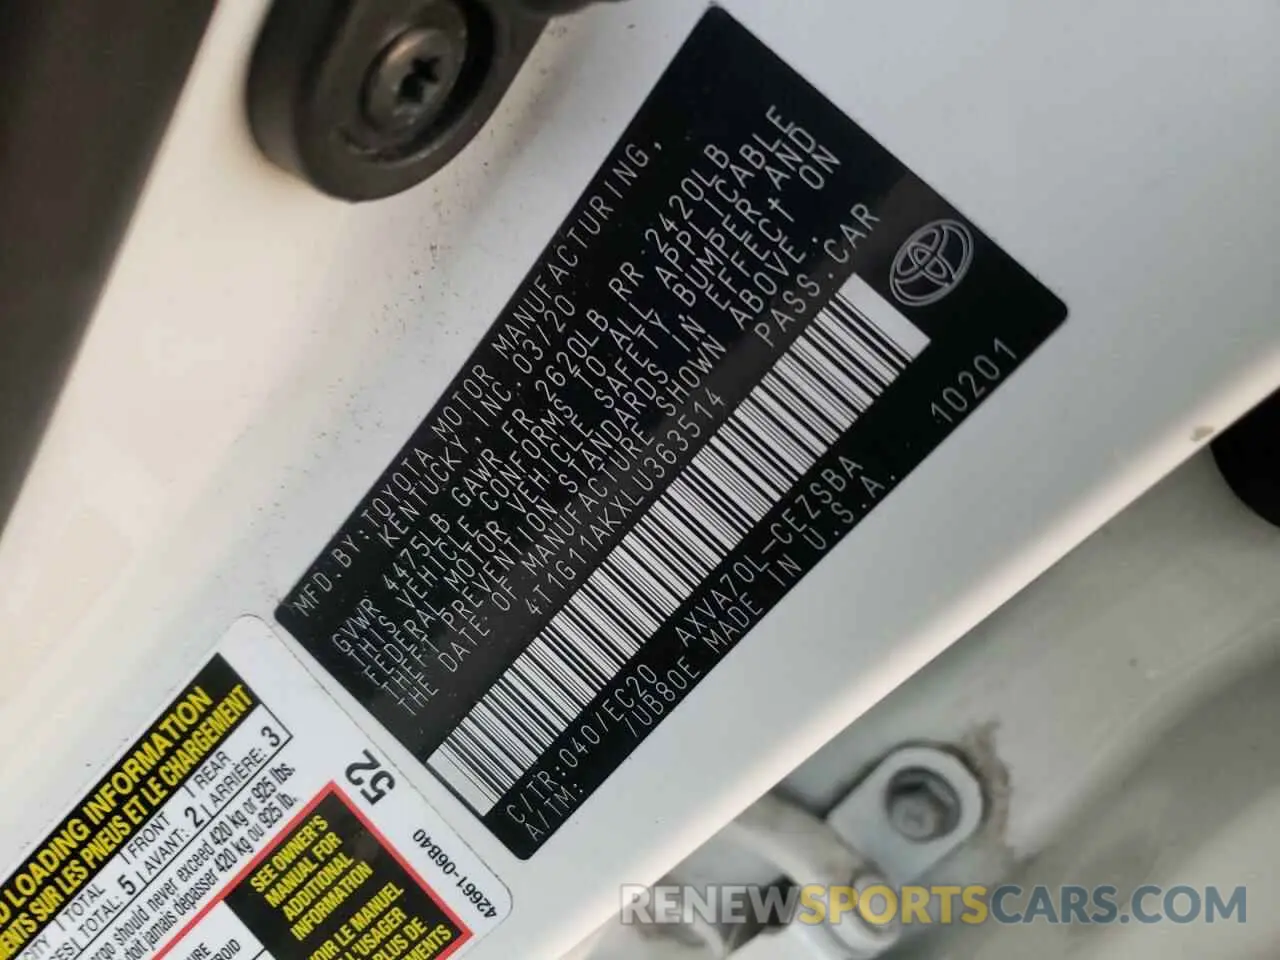 MFD.BY:TOYOTA MOTOR MANUFACTURING,
KENTUCKY, INC. 03/20
GVWR 4475LB GAWR FR 2620LB RR 2420LB
THIS VEHICLE CONFORMS TO ALL APPLICABLE
FEDERAL MOTOR VEHICLE SAFETY, BUMPER, AND
THEFT PREVENTION STANDARDS IN EFFECT ON
THE DATE OF MANUFACTURE SHOWN ABOVE.
4T1G11AKXLU363514 PASS.CAR
C/TR:040/EC20 AXVA70L-CEZSBA 10201
A/TM: /UB80E MADE IN U.S.A.
LOADING INFORMATION
SUR LES PNEUS ET LE CHARGEMENT
TOTAL FRONT REAR
TOTAL: 5 AVANT: 2 ARRIÈRE: 3
should never exceed 420 kg or 925 lbs.
doit jamais dépasser 420 kg ou 925 lb.
52
42661-06B40
SEE OWNER'S
MANUAL FOR
ADDITIONAL
INFORMATION
LE MANUEL
L'USAGER
PLUS DE
RENEWSPORTSCARS.COM